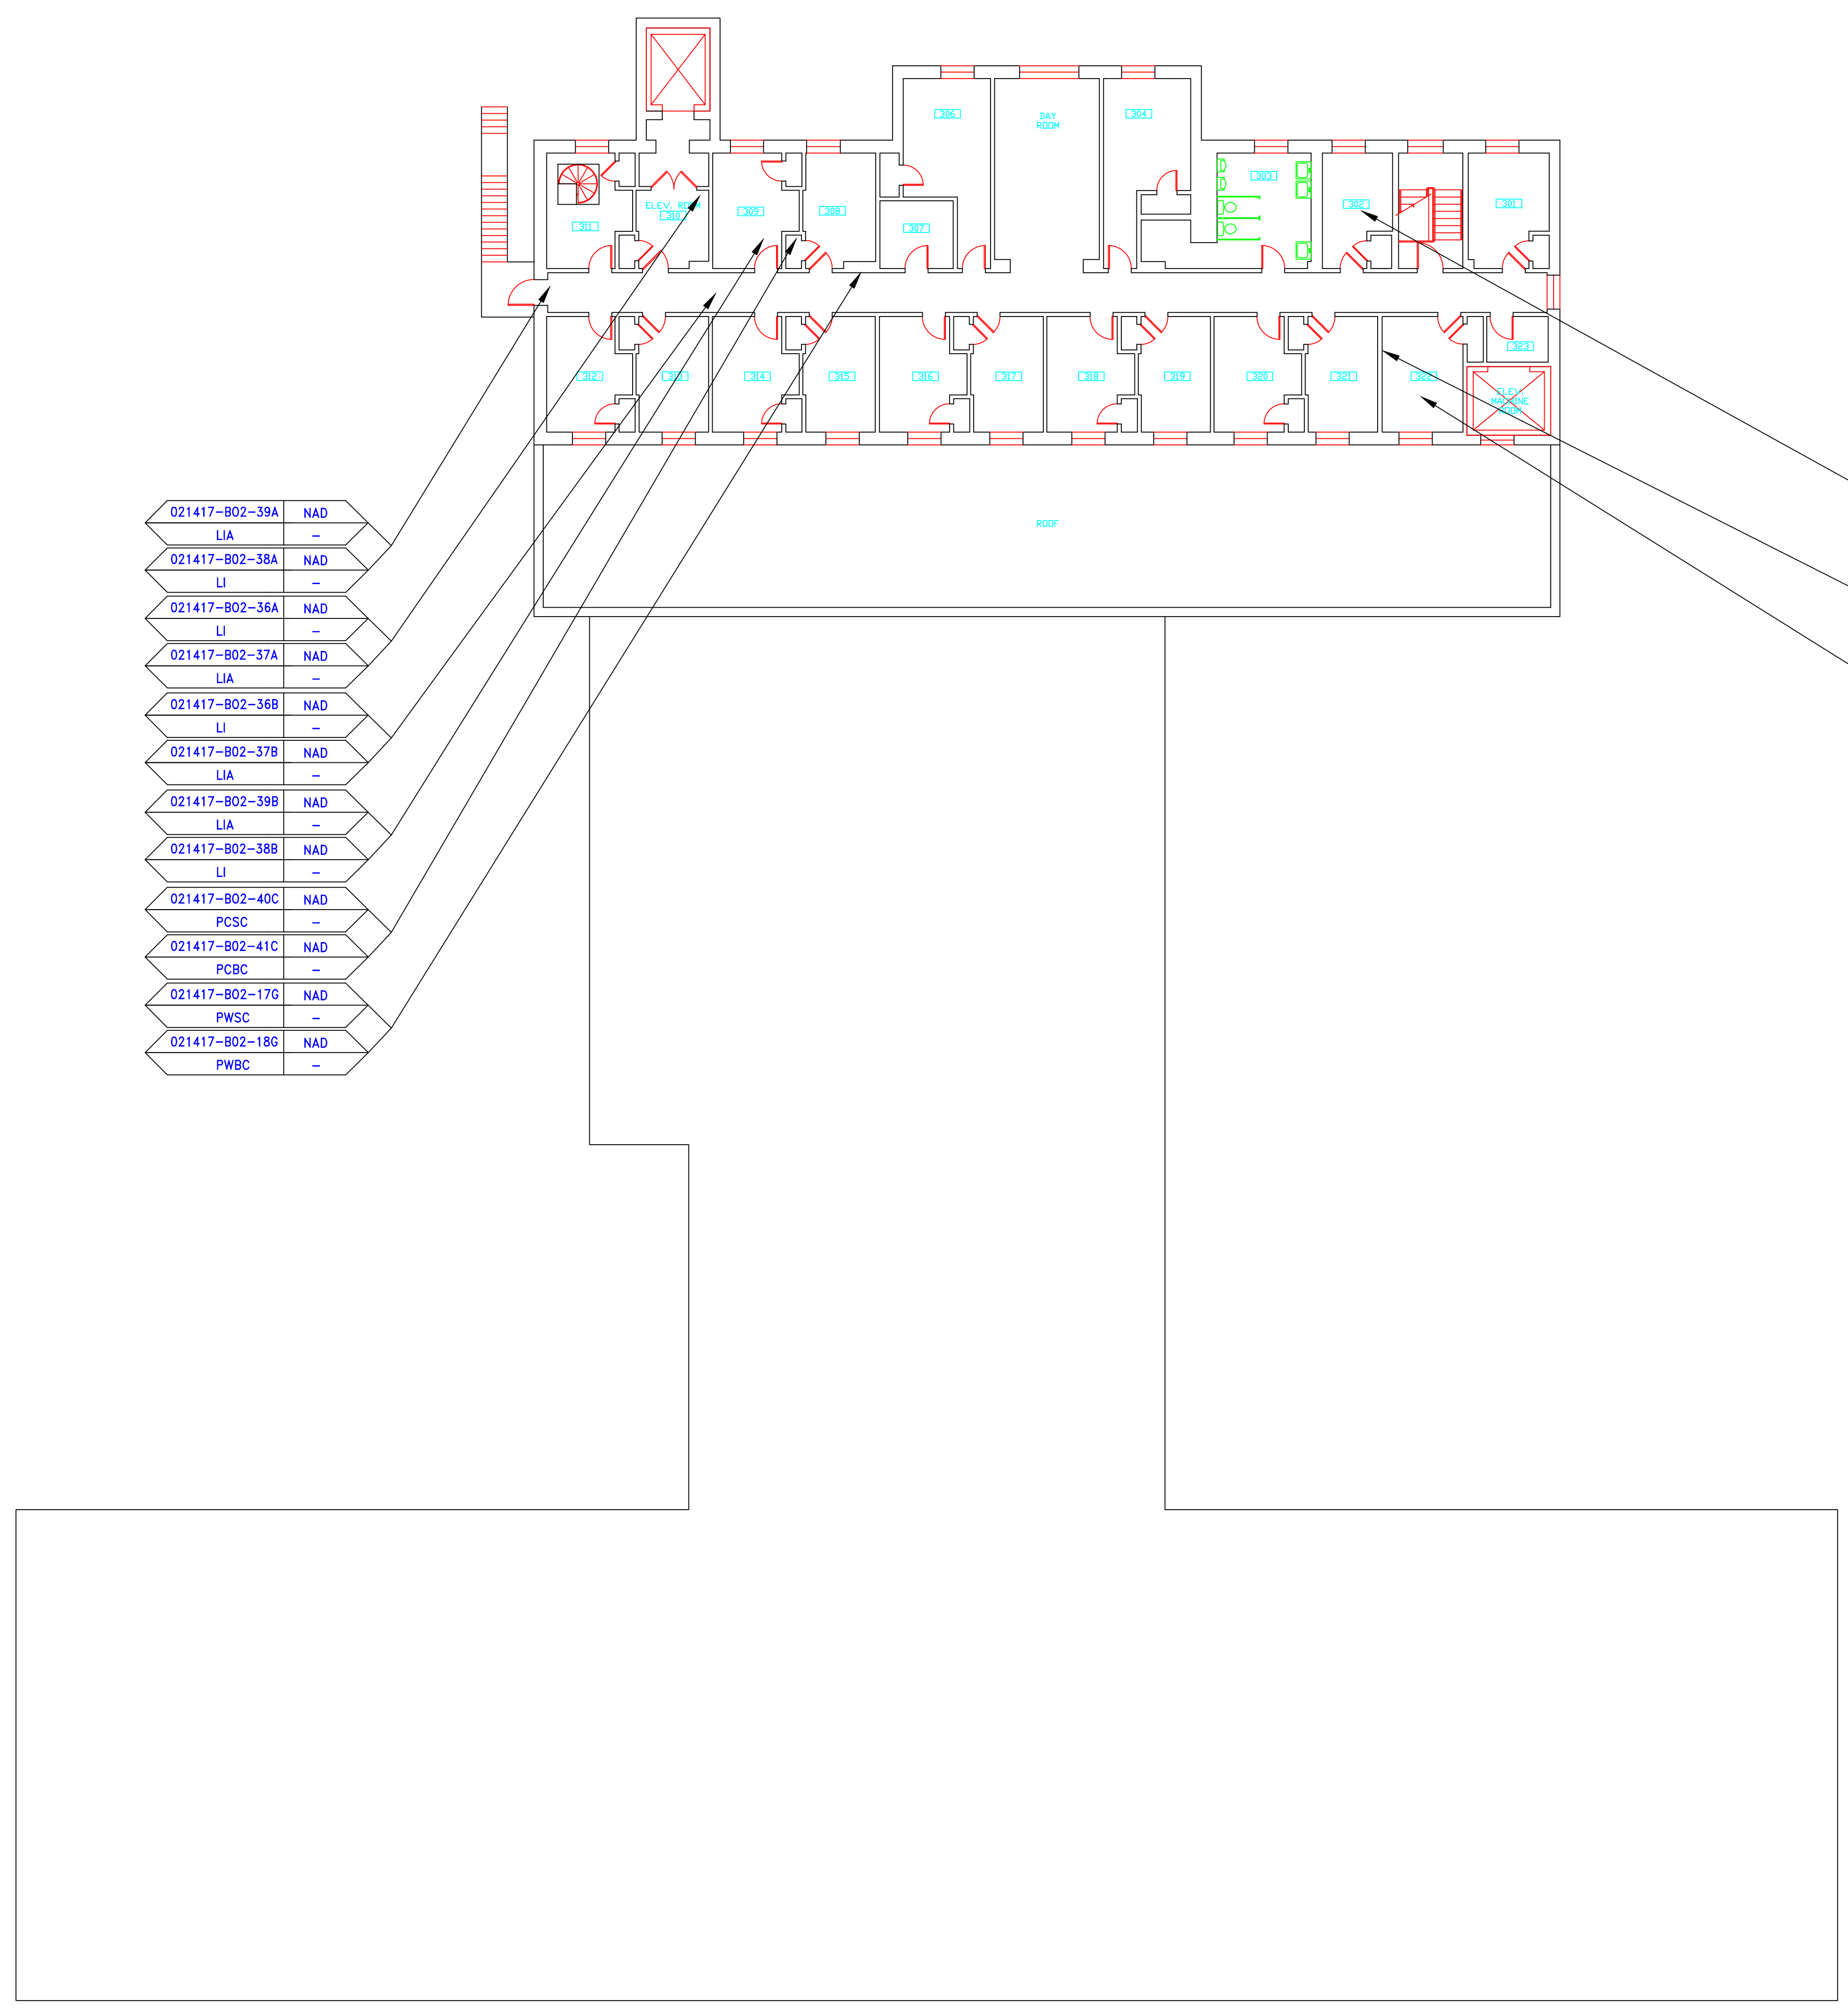 306
DAY
ROOM
304
303
302
301
ELEV. ROOM
310
309
308
307
311
312
313
314
315
316
317
318
319
320
321
322
323
ELEV.
MACHINE
ROOM
ROOF
021417-B02-39A NAD
LIA -
021417-B02-38A NAD
LI -
021417-B02-36A NAD
LI -
021417-B02-37A NAD
LIA -
021417-B02-36B NAD
LI -
021417-B02-37B NAD
LIA -
021417-B02-39B NAD
LIA -
021417-B02-38B NAD
LI -
021417-B02-40C NAD
PCSC -
021417-B02-41C NAD
PCBC -
021417-B02-17G NAD
PWSC -
021417-B02-18G NAD
PWBC -